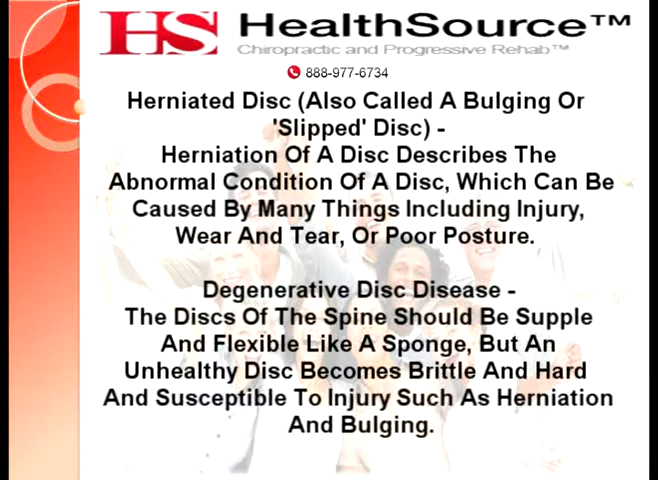 HS HealthSource™
Chiropractic and Progressive Rehab™
888-977-6734
Herniated Disc (Also Called A Bulging Or
'Slipped' Disc) -
Herniation Of A Disc Describes The
Abnormal Condition Of A Disc, Which Can Be
Caused By Many Things Including Injury,
Wear And Tear, Or Poor Posture.
Degenerative Disc Disease -
The Discs Of The Spine Should Be Supple
And Flexible Like A Sponge, But An
Unhealthy Disc Becomes Brittle And Hard
And Susceptible To Injury Such As Herniation
And Bulging.